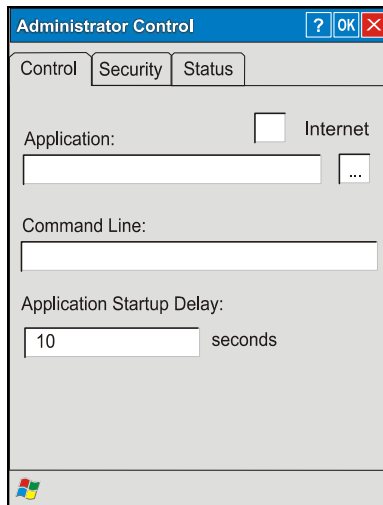 Administrator Control ? OK X
Control Security Status
Internet
Application:
...
Command Line:
Application Startup Delay:
10 seconds